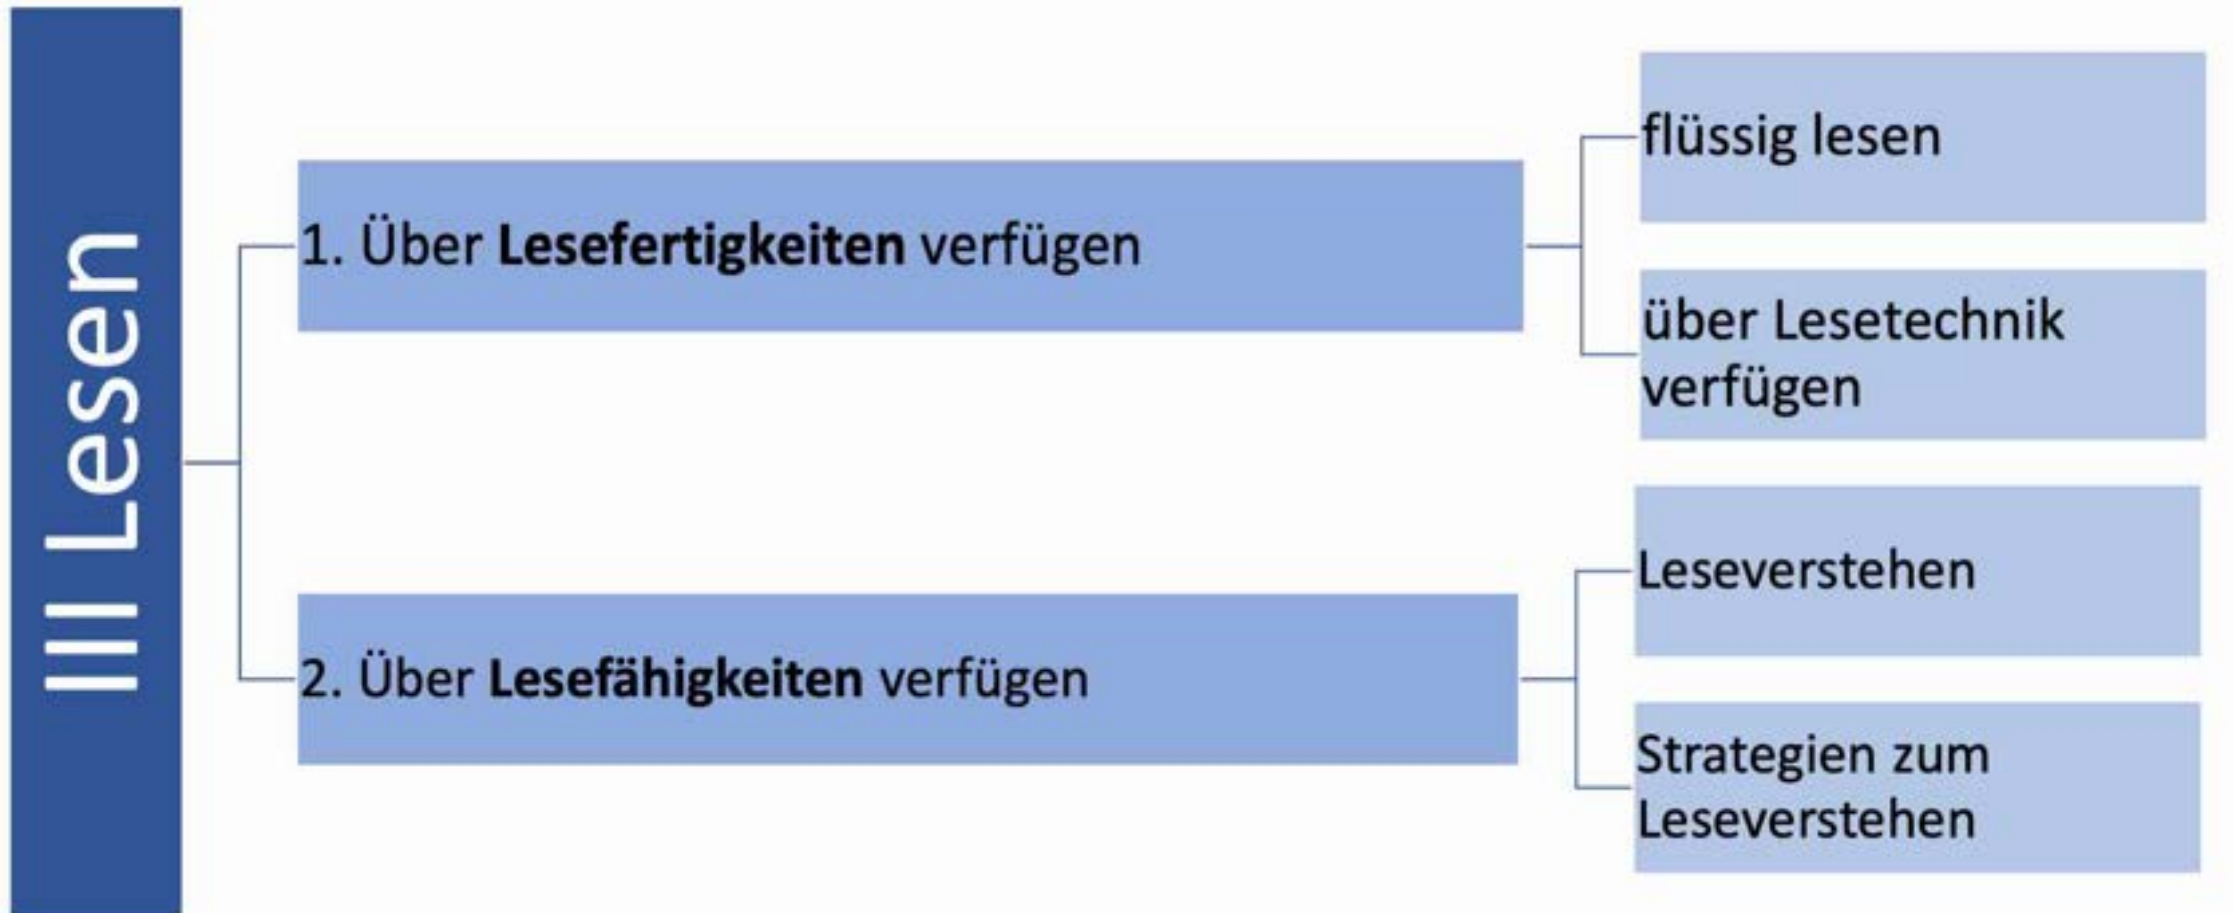 III Lesen
1. Über Lesefertigkeiten verfügen
flüssig lesen
über Lesetechnik
verfügen
2. Über Lesefähigkeiten verfügen
Leseverstehen
Strategien zum
Leseverstehen